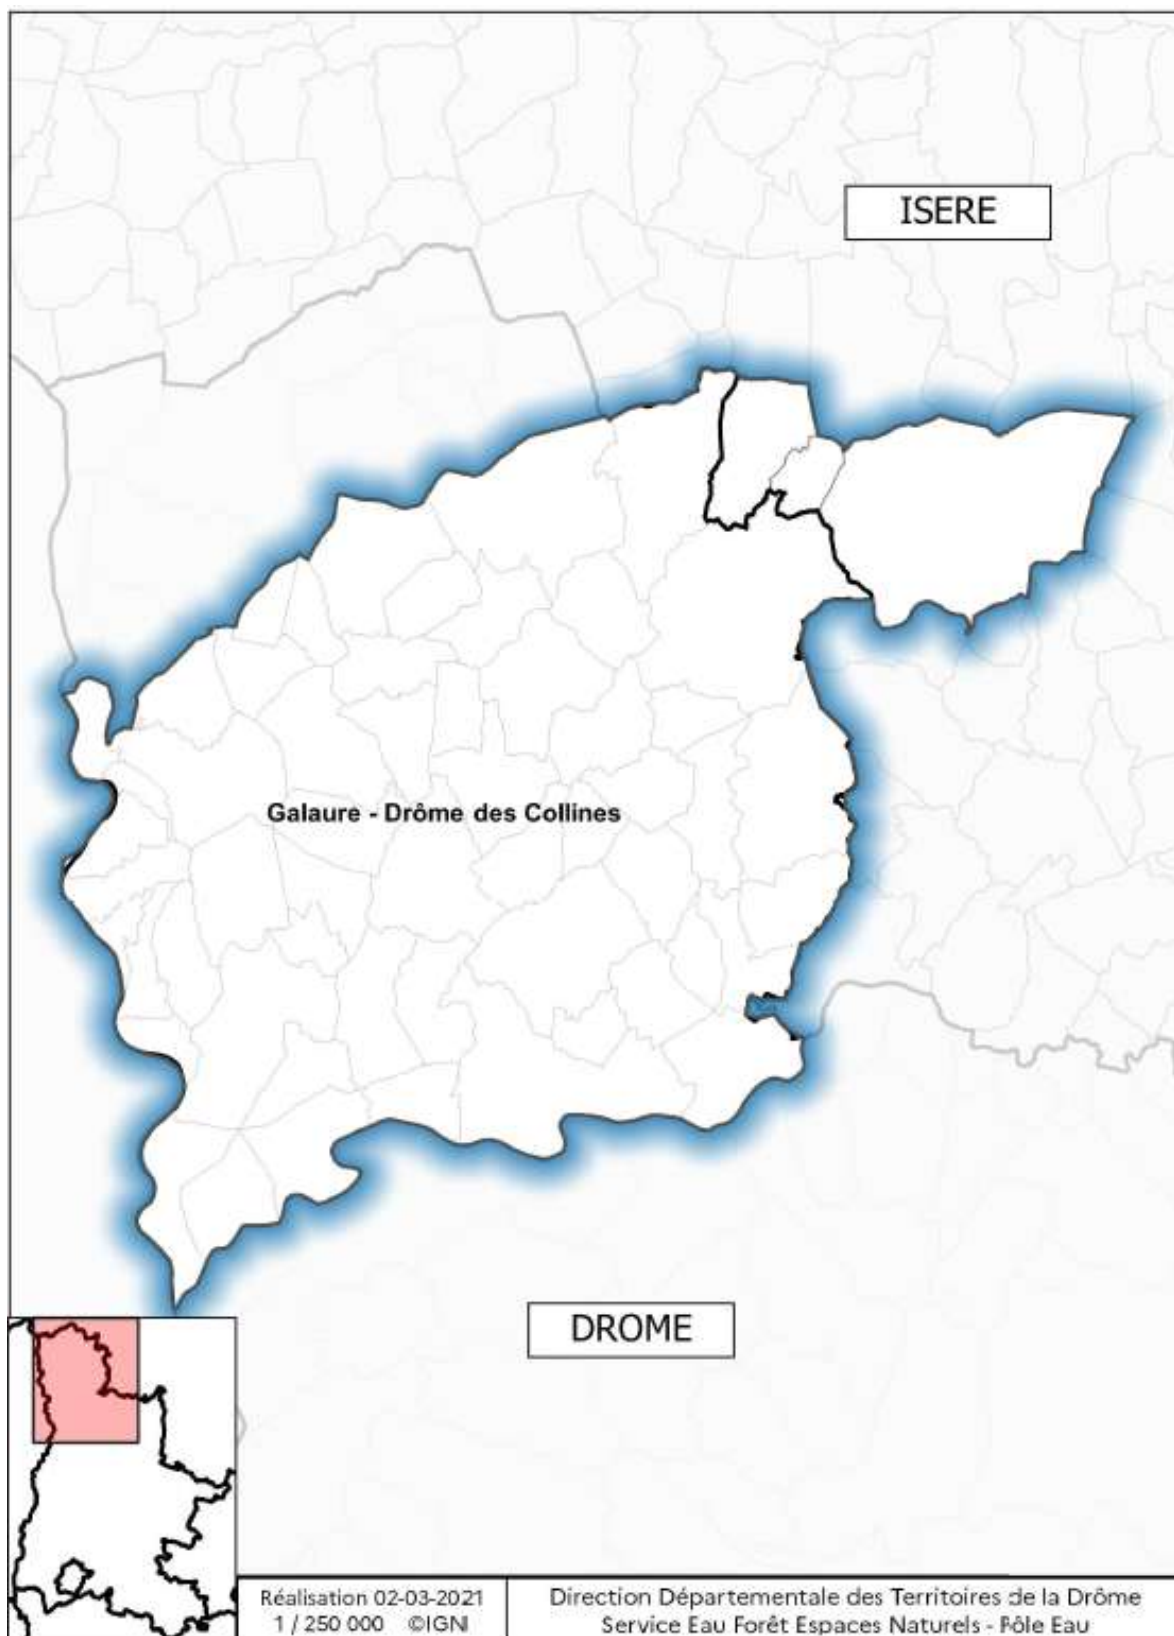 ISERE
Galaure - Drôme des Collines
DROME
Réalisation 02-03-2021
1 / 250 000 ©IGN
Direction Départementale des Territoires de la Drôme
Service Eau Forêt Espaces Naturels - Pôle Eau